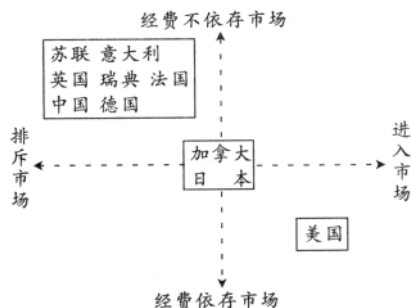 经费不依存市场
苏联 意大利
英国 瑞典 法国
中国 德国
排斥市场
进入市场
加拿大
日 本
美国
经费依存市场